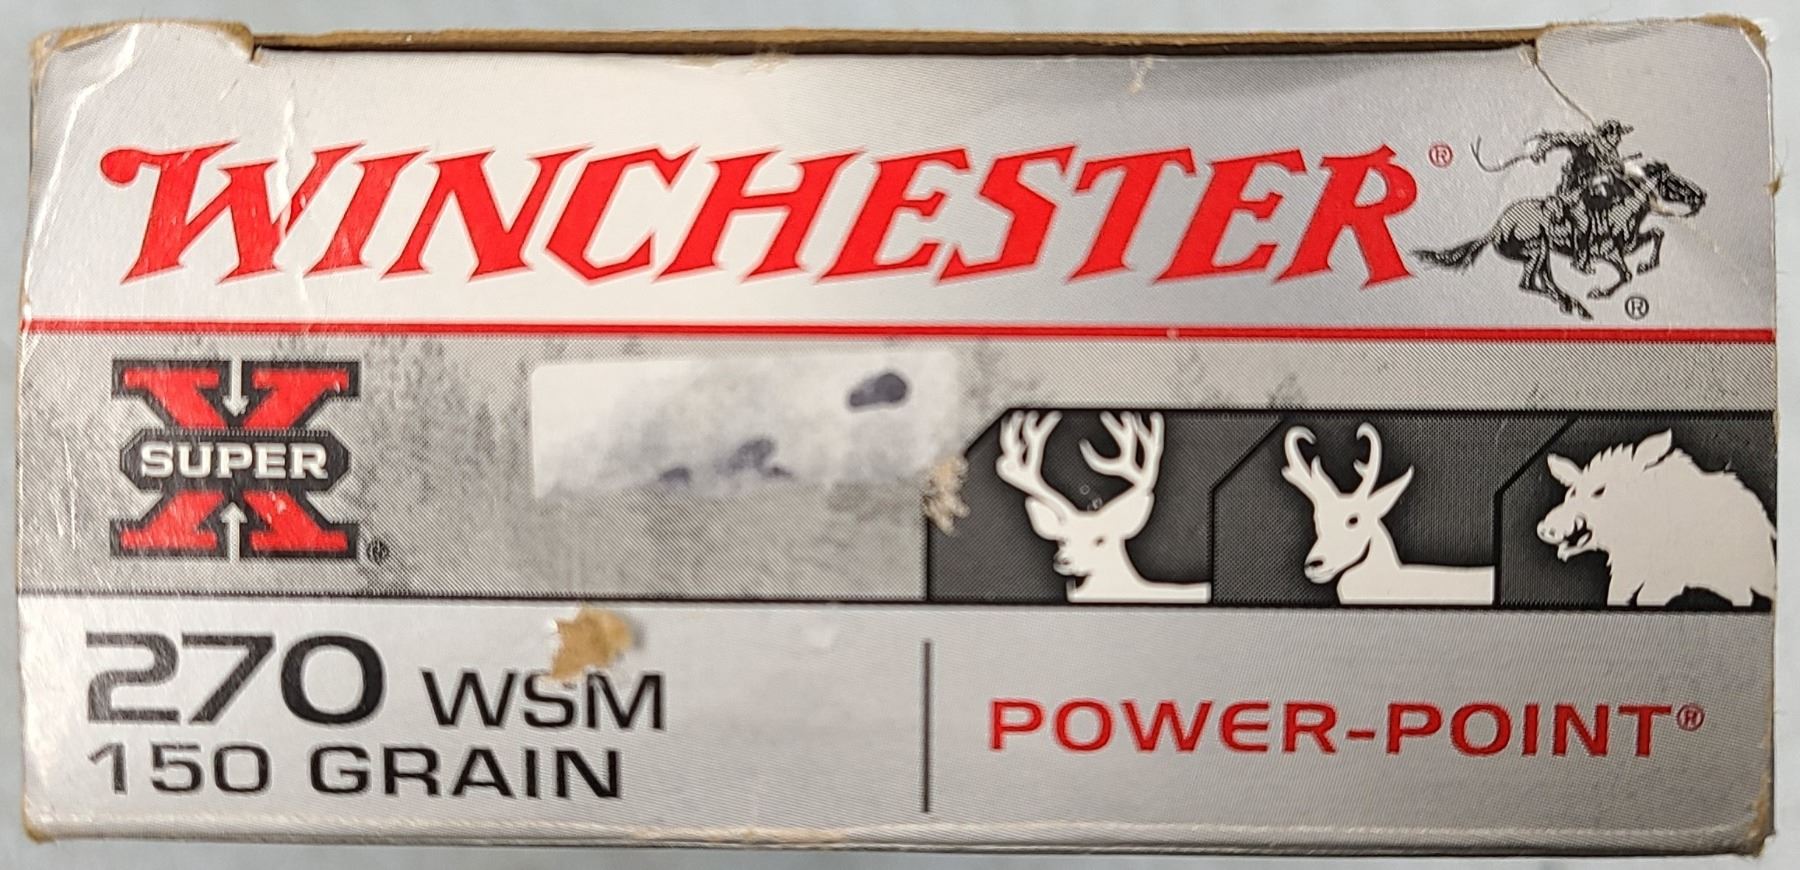 WINCHESTER®
®
X
SUPER
®
270 WSM
150 GRAIN
POWER-POINT®